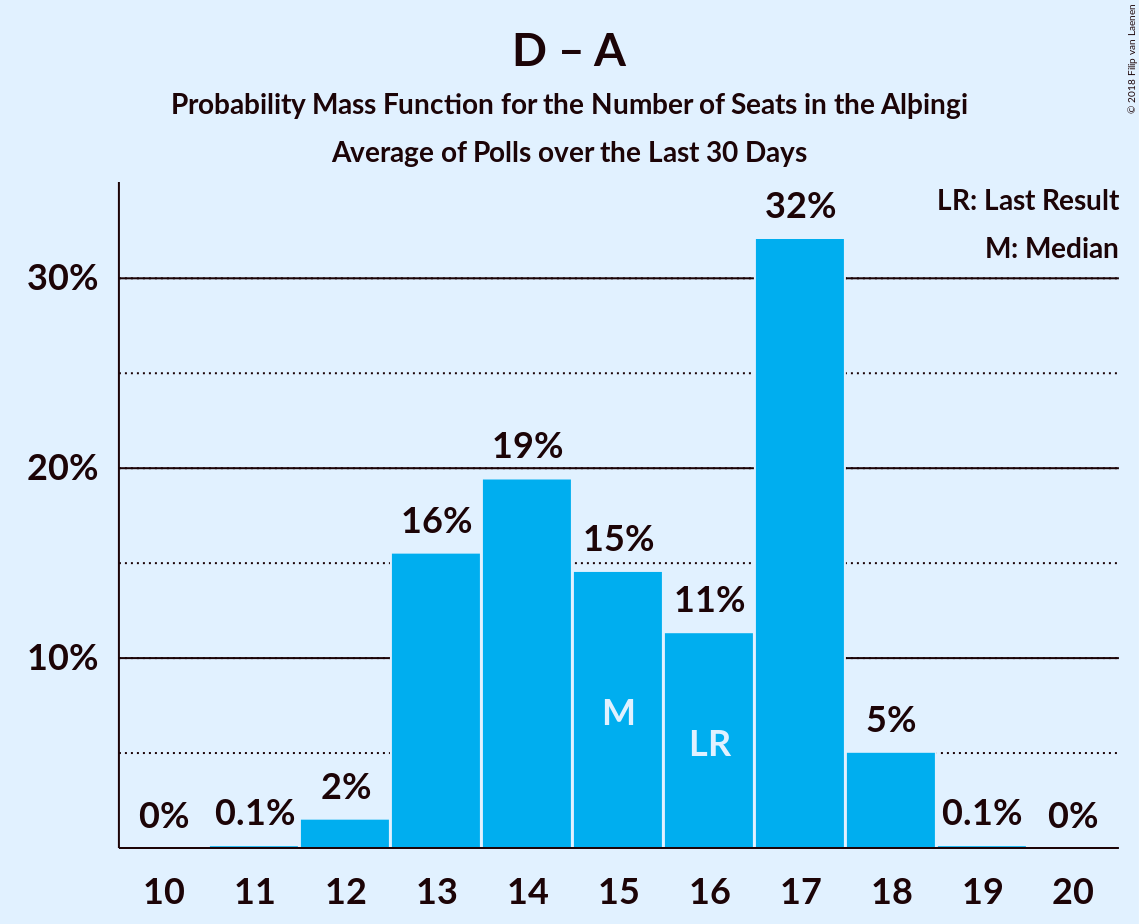 D – A
Probability Mass Function for the Number of Seats in the Alþingi
Average of Polls over the Last 30 Days
© 2018 Filip van Laenen
LR: Last Result
M: Median
30%
20%
10%
0%
0.1%
2%
16%
19%
15%
11%
32%
5%
0.1%
0%
M
LR
10 11 12 13 14 15 16 17 18 19 20